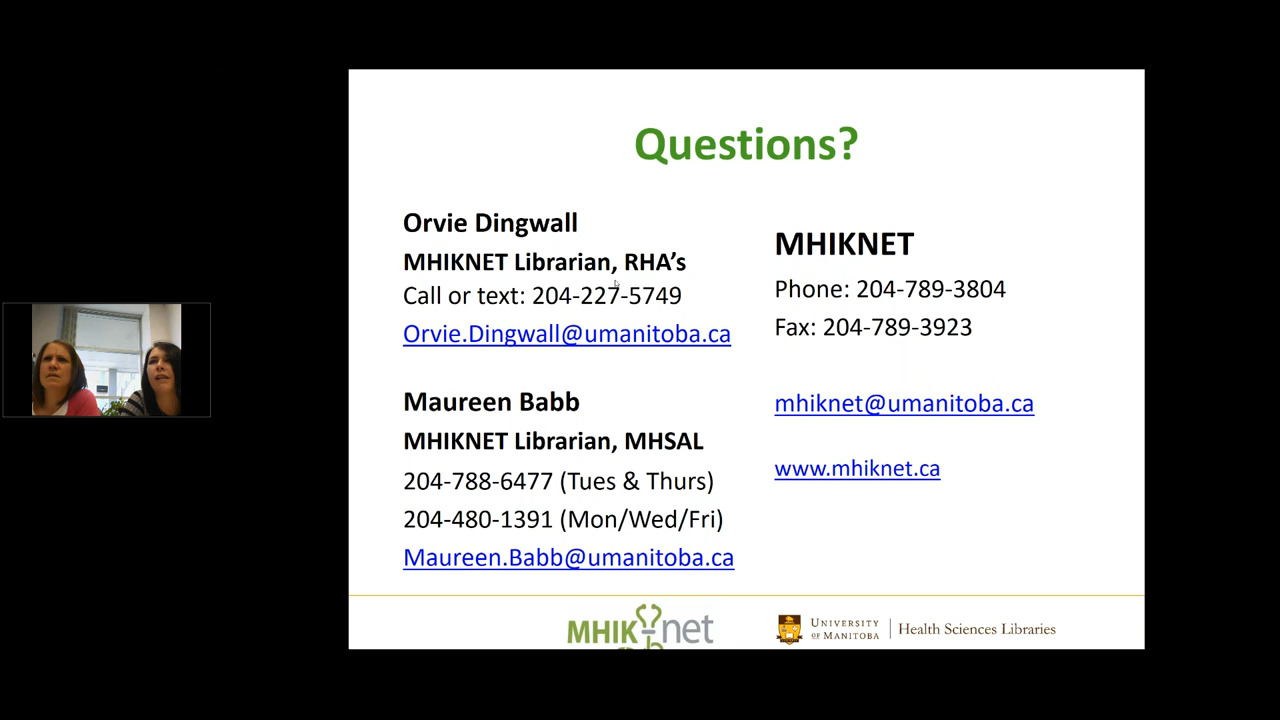 Questions?
Orvie Dingwall
MHIKNET Librarian, RHA’s
Call or text: 204-227-5749
Orvie.Dingwall@umanitoba.ca
Maureen Babb
MHIKNET Librarian, MHSAL
204-788-6477 (Tues & Thurs)
204-480-1391 (Mon/Wed/Fri)
Maureen.Babb@umanitoba.ca
MHIKNET
Phone: 204-789-3804
Fax: 204-789-3923
mhiknet@umanitoba.ca
www.mhiknet.ca
MHIK-net
UNIVERSITY
OF MANITOBA
Health Sciences Libraries